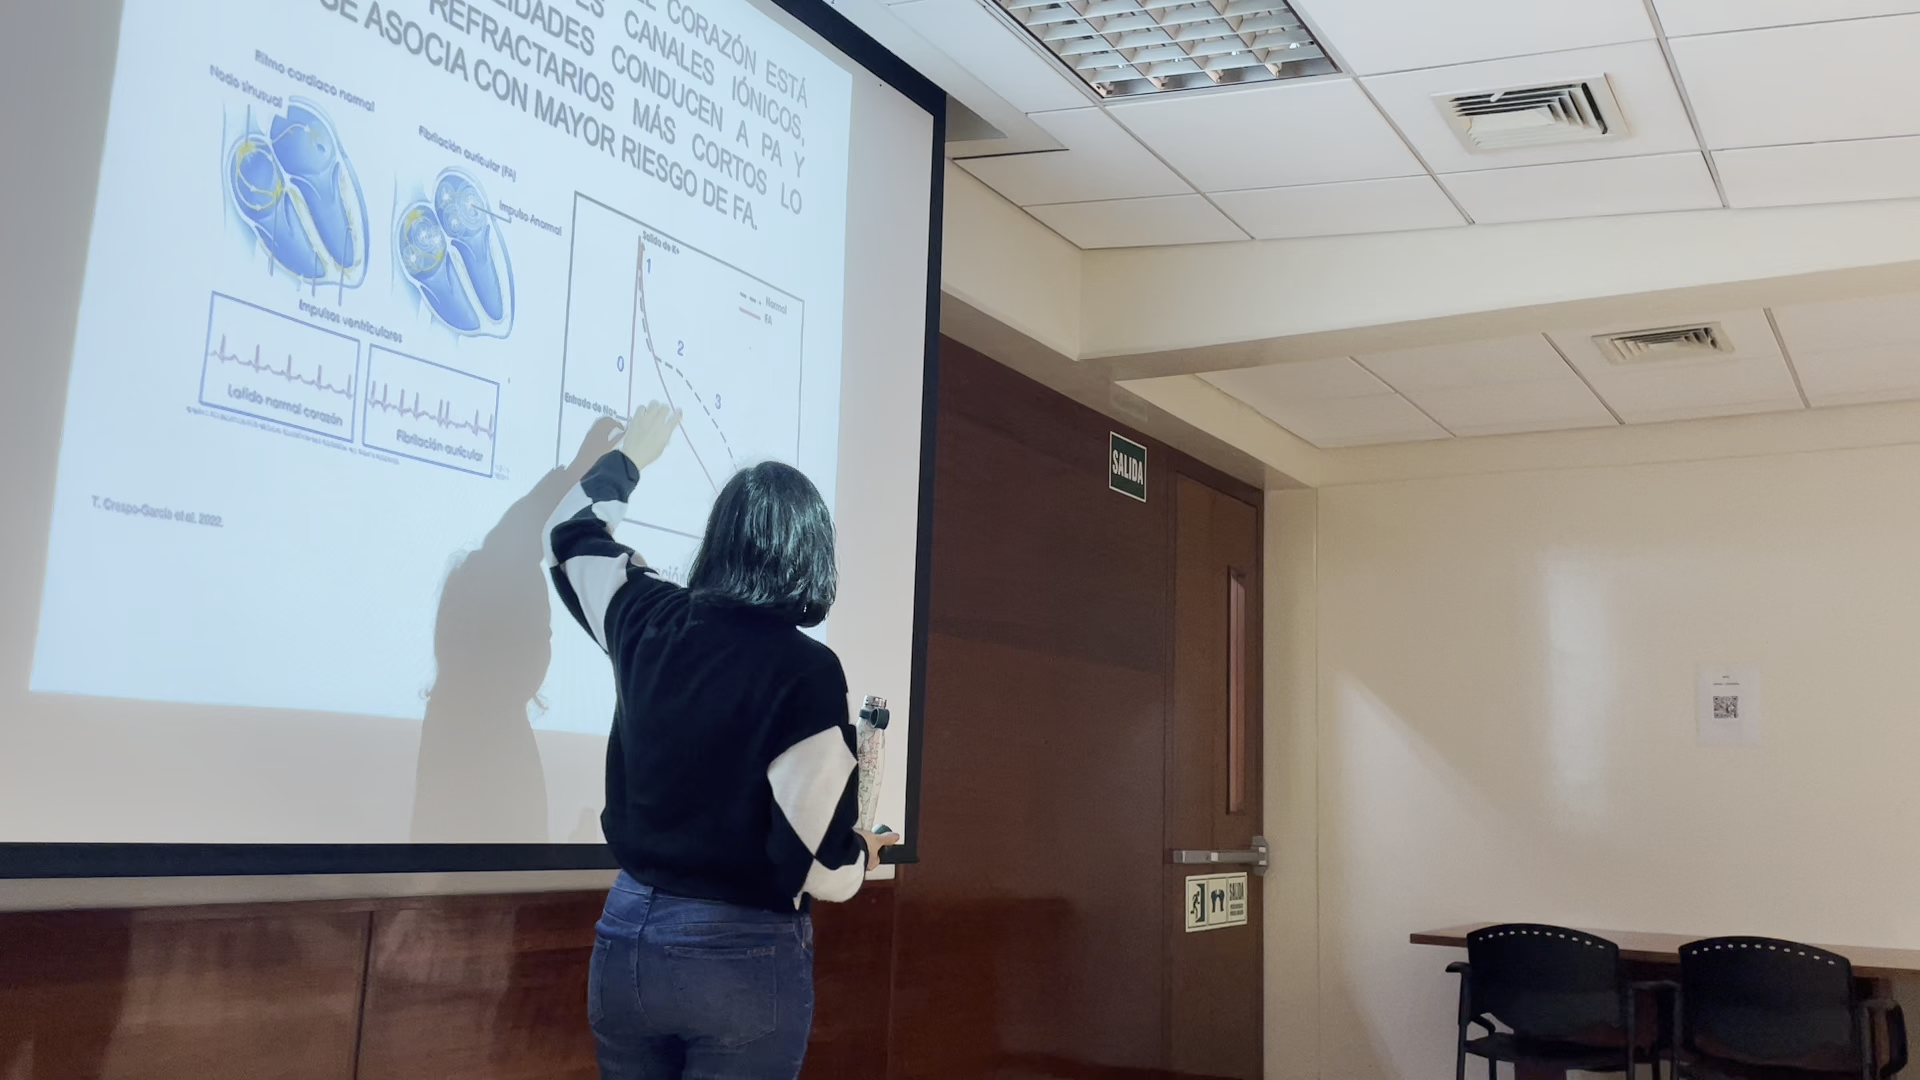 EL CORAZÓN ESTÁ
CANALES IÓNICOS,
CONDUCEN A PA Y
REFRACTARIOS MÁS CORTOS LO
SE ASOCIA CON MAYOR RIESGO DE FA.
Ritmo cardíaco normal
Nodo sinusal
Fibrilación auricular (FA)
Impulso Anormal
Impulsos ventriculares
Latido normal corazón
Fibrilación auricular
Salida de K+
1
Normal
FA
2
0
3
Entrada de Na+
T. Crespo-García et al. 2022.
SALIDA
SALIDA